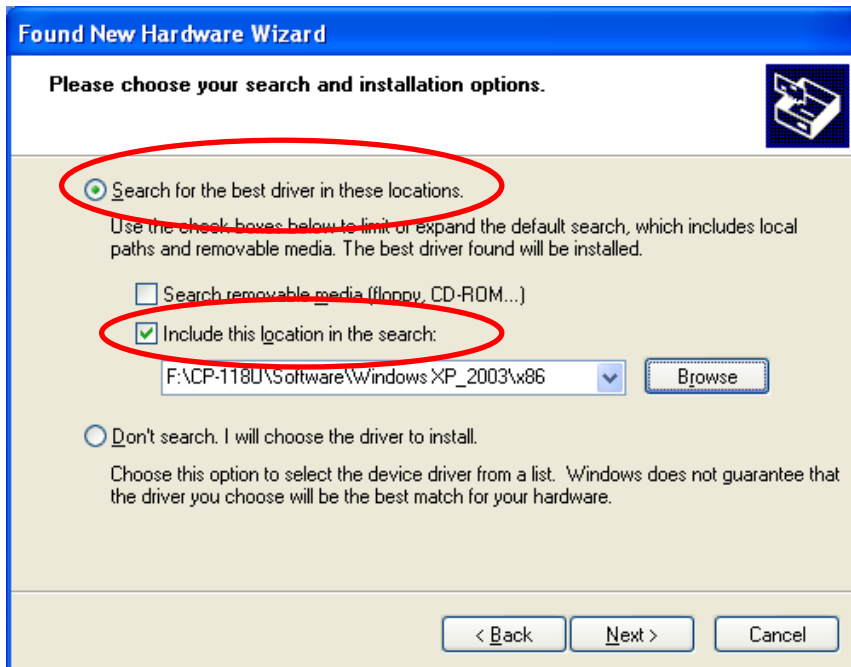 Found New Hardware Wizard
Please choose your search and installation options.
Search for the best driver in these locations.
Use the check boxes below to limit or expand the default search, which includes local
paths and removable media. The best driver found will be installed.
Search removable media (floppy, CD-ROM...)
Include this location in the search:
F:\CP-118U\Software\Windows XP_2003\x86
Browse
Don't search. I will choose the driver to install.
Choose this option to select the device driver from a list. Windows does not guarantee that
the driver you choose will be the best match for your hardware.
< Back Next > Cancel